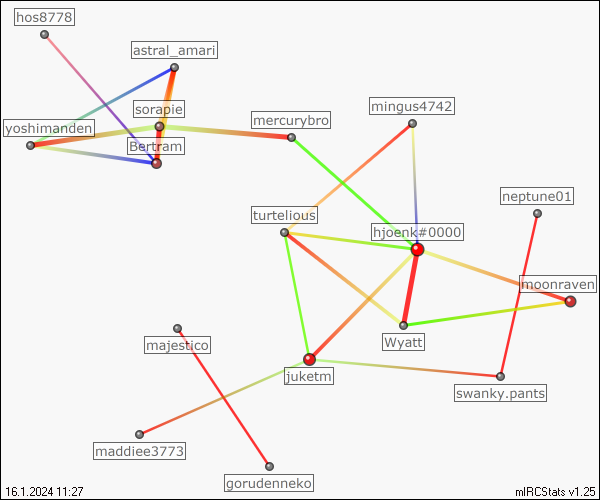 hos8778
astral_amari
sorapie
mercurybro
mingus4742
yoshimanden
Bertram
neptune01
turtelious
hjoenk#0000
moonraven
majestico
Wyatt
juketm
swanky.pants
maddiee3773
gorudenneko
16.1.2024 11:27
mIRCStats v1.25